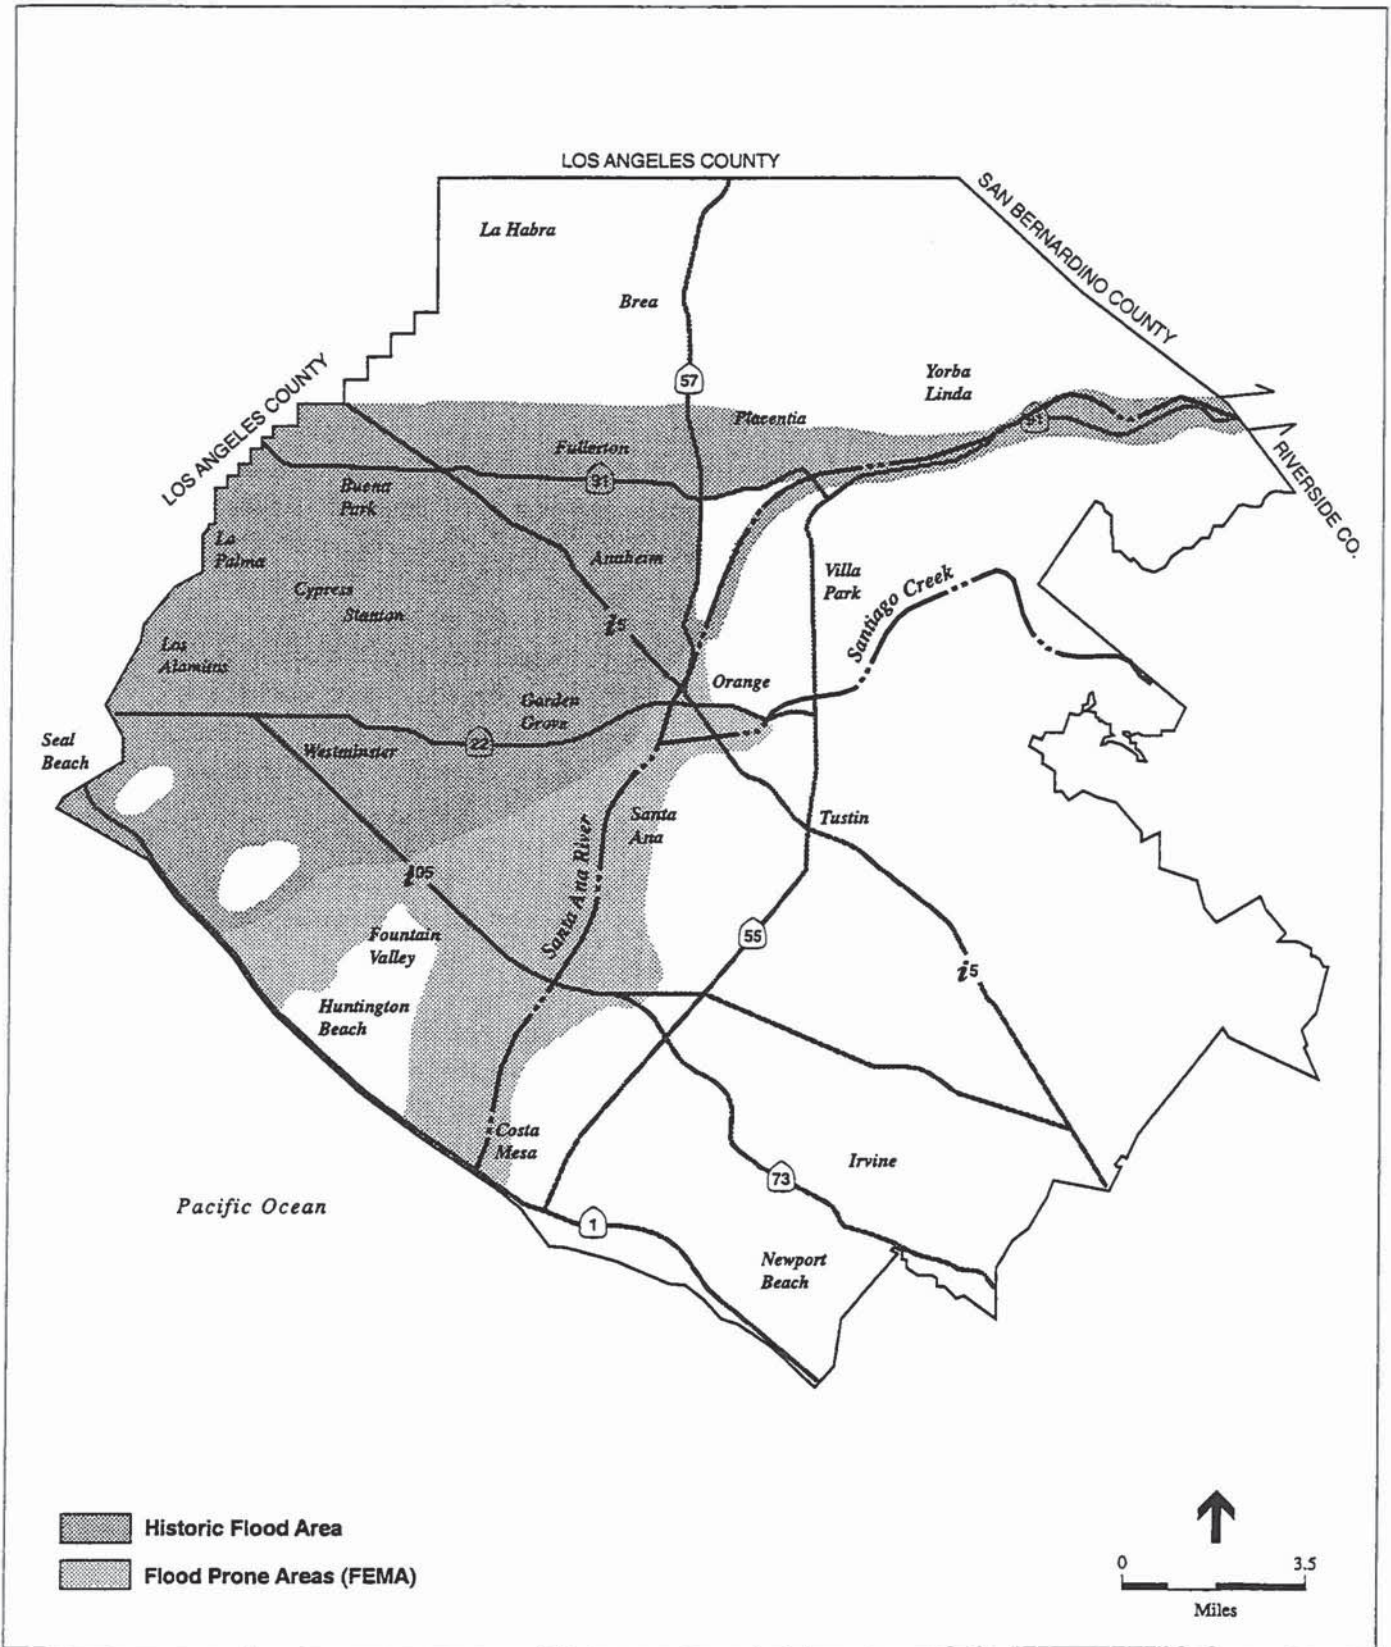 LOS ANGELES COUNTY
SAN BERNARDINO COUNTY
La Habra
Brea
57
Yorba
Linda
LOS ANGELES COUNTY
Placentia
91
Fullerton
91
RIVERSIDE CO.
Buena
Park
La
Palma
Anaheim
Villa
Park
Santiago Creek
Cypress
Stanton
i5
Los
Alamitos
Orange
Garden
Grove
Seal
Beach
Westminster
22
Santa
Ana
Tustin
Santa Ana River
i405
Fountain
Valley
55
i5
Huntington
Beach
Costa
Mesa
Irvine
73
Pacific Ocean
1
Newport
Beach
Historic Flood Area
Flood Prone Areas (FEMA)
0 3.5
Miles